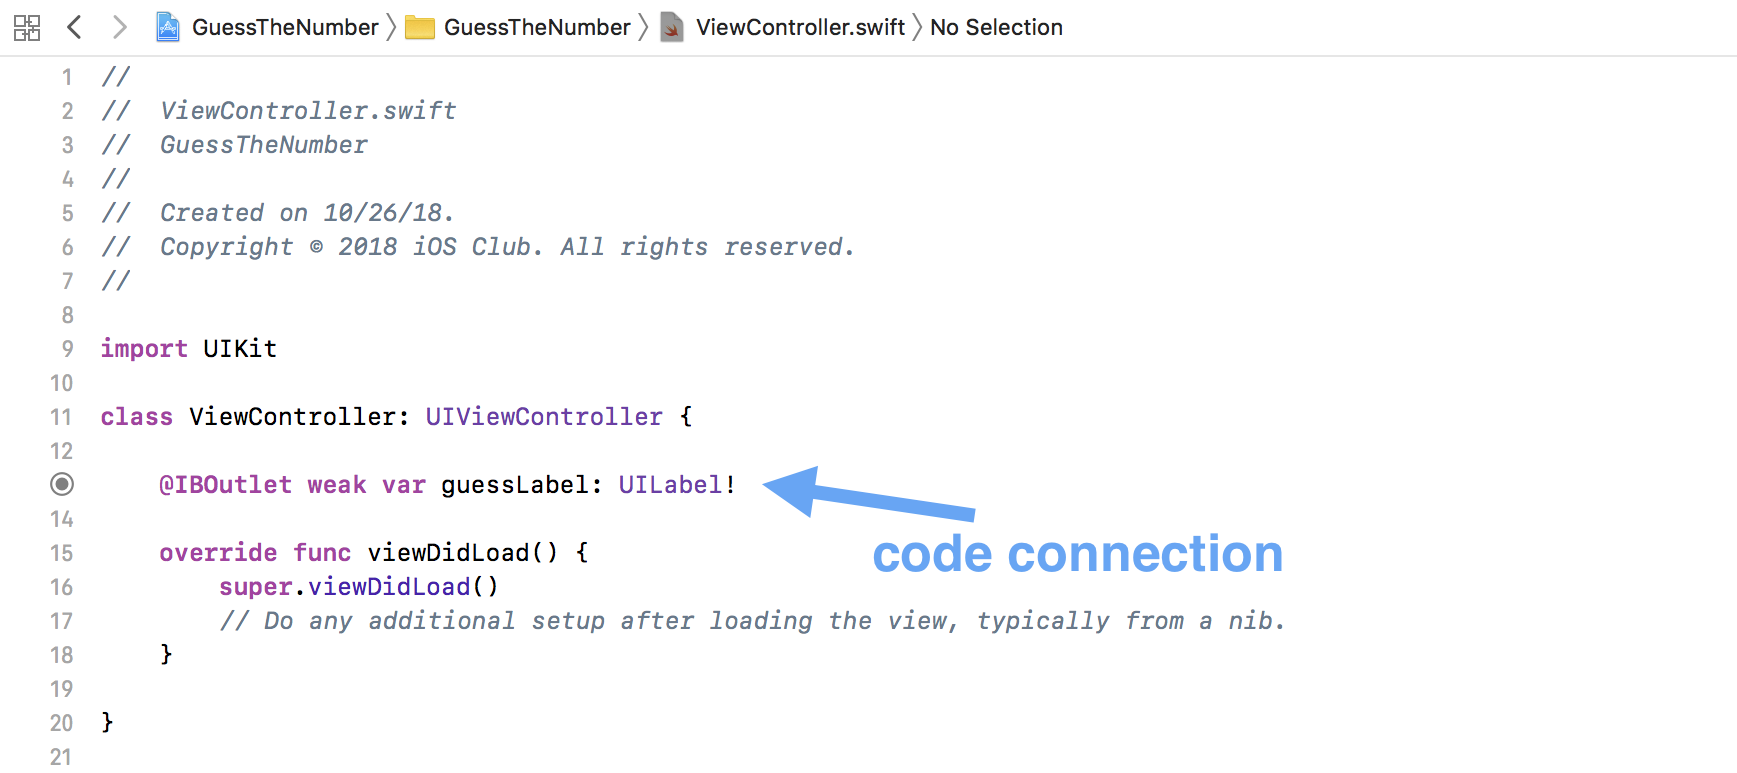 GuessTheNumber GuessTheNumber ViewController.swift No Selection
1 //
2 //  ViewController.swift
3 //  GuessTheNumber
4 //
5 //  Created on 10/26/18.
6 //  Copyright © 2018 iOS Club. All rights reserved.
7 //
8
9 import UIKit
10
11 class ViewController: UIViewController {
12
@IBOutlet weak var guessLabel: UILabel!
14
code connection
15     override func viewDidLoad() {
16         super.viewDidLoad()
17         // Do any additional setup after loading the view, typically from a nib.
18     }
19
20 }
21